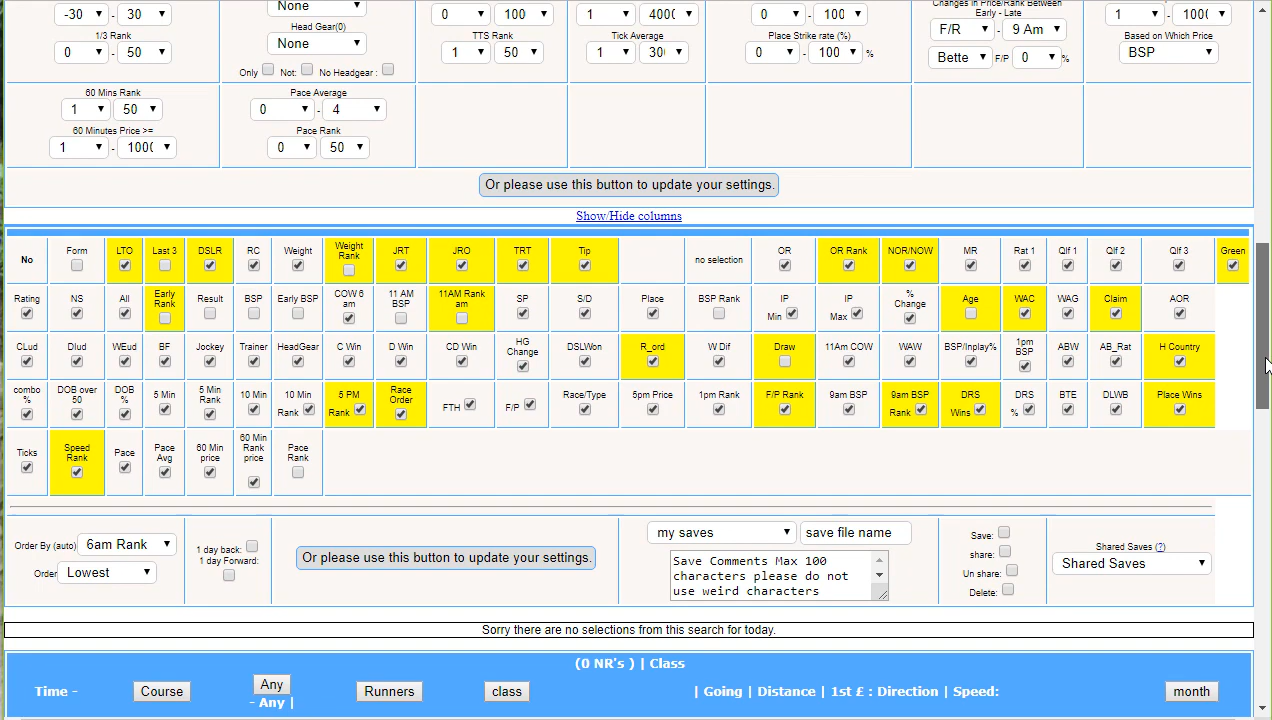 -30 - 30
None
0 100
1 4000
0 - 100
Changes in Price/Rank Between
Early - Late
1 - 1000
1/3 Rank
Head Gear(0)
TTS Rank
Tick Average
Place Strike rate (%)
F/R - 9 Am
Based on Which Price
0 - 50
None
1 50
1 30
0 - 100 %
Bette F/P 0 %
BSP
Only Not: No Headgear :
60 Mins Rank
Pace Average
1 50
0 - 4
60 Minutes Price >=
Pace Rank
1 - 1000
0 50
Or please use this button to update your settings.
Show/Hide columns
No Form LTO Last 3 DSLR RC Weight Weight Rank JRT JRO TRT Tip no selection OR OR Rank NOR/NOW MR Rat 1 Qlf 1 Qlf 2 Qlf 3 Green
Rating NS All Early Rank Result BSP Early BSP COW 6 am 11 AM BSP 11AM Rank am SP S/D Place BSP Rank IP Min IP Max % Change Age WAC WAG Claim AOR
CLud Dlud WEud BF Jockey Trainer HeadGear C Win D Win CD Win HG Change DSLWon R_ord W Dif Draw 11Am COW WAW BSP/Inplay% 1pm BSP ABW AB_Rat H Country
combo % DOB over 50 DOB % 5 Min 5 Min Rank 10 Min 10 Min Rank 5 PM Rank Race Order FTH F/P Race/Type 5pm Price 1pm Rank F/P Rank 9am BSP 9am BSP Rank DRS Wins DRS % BTE DLWB Place Wins
Ticks Speed Rank Pace Pace Avg 60 Min price 60 Min Rank price Pace Rank
Order By (auto) 6am Rank
Order Lowest
1 day back:
1 day Forward:
Or please use this button to update your settings.
my saves save file name
Save Comments Max 100
characters please do not
use weird characters
Save:
share:
Un share:
Delete:
Shared Saves (?)
Shared Saves
Sorry there are no selections from this search for today.
(0 NR's ) | Class
Time - Course Any - Any | Runners class | Going | Distance | 1st £ : Direction | Speed: month